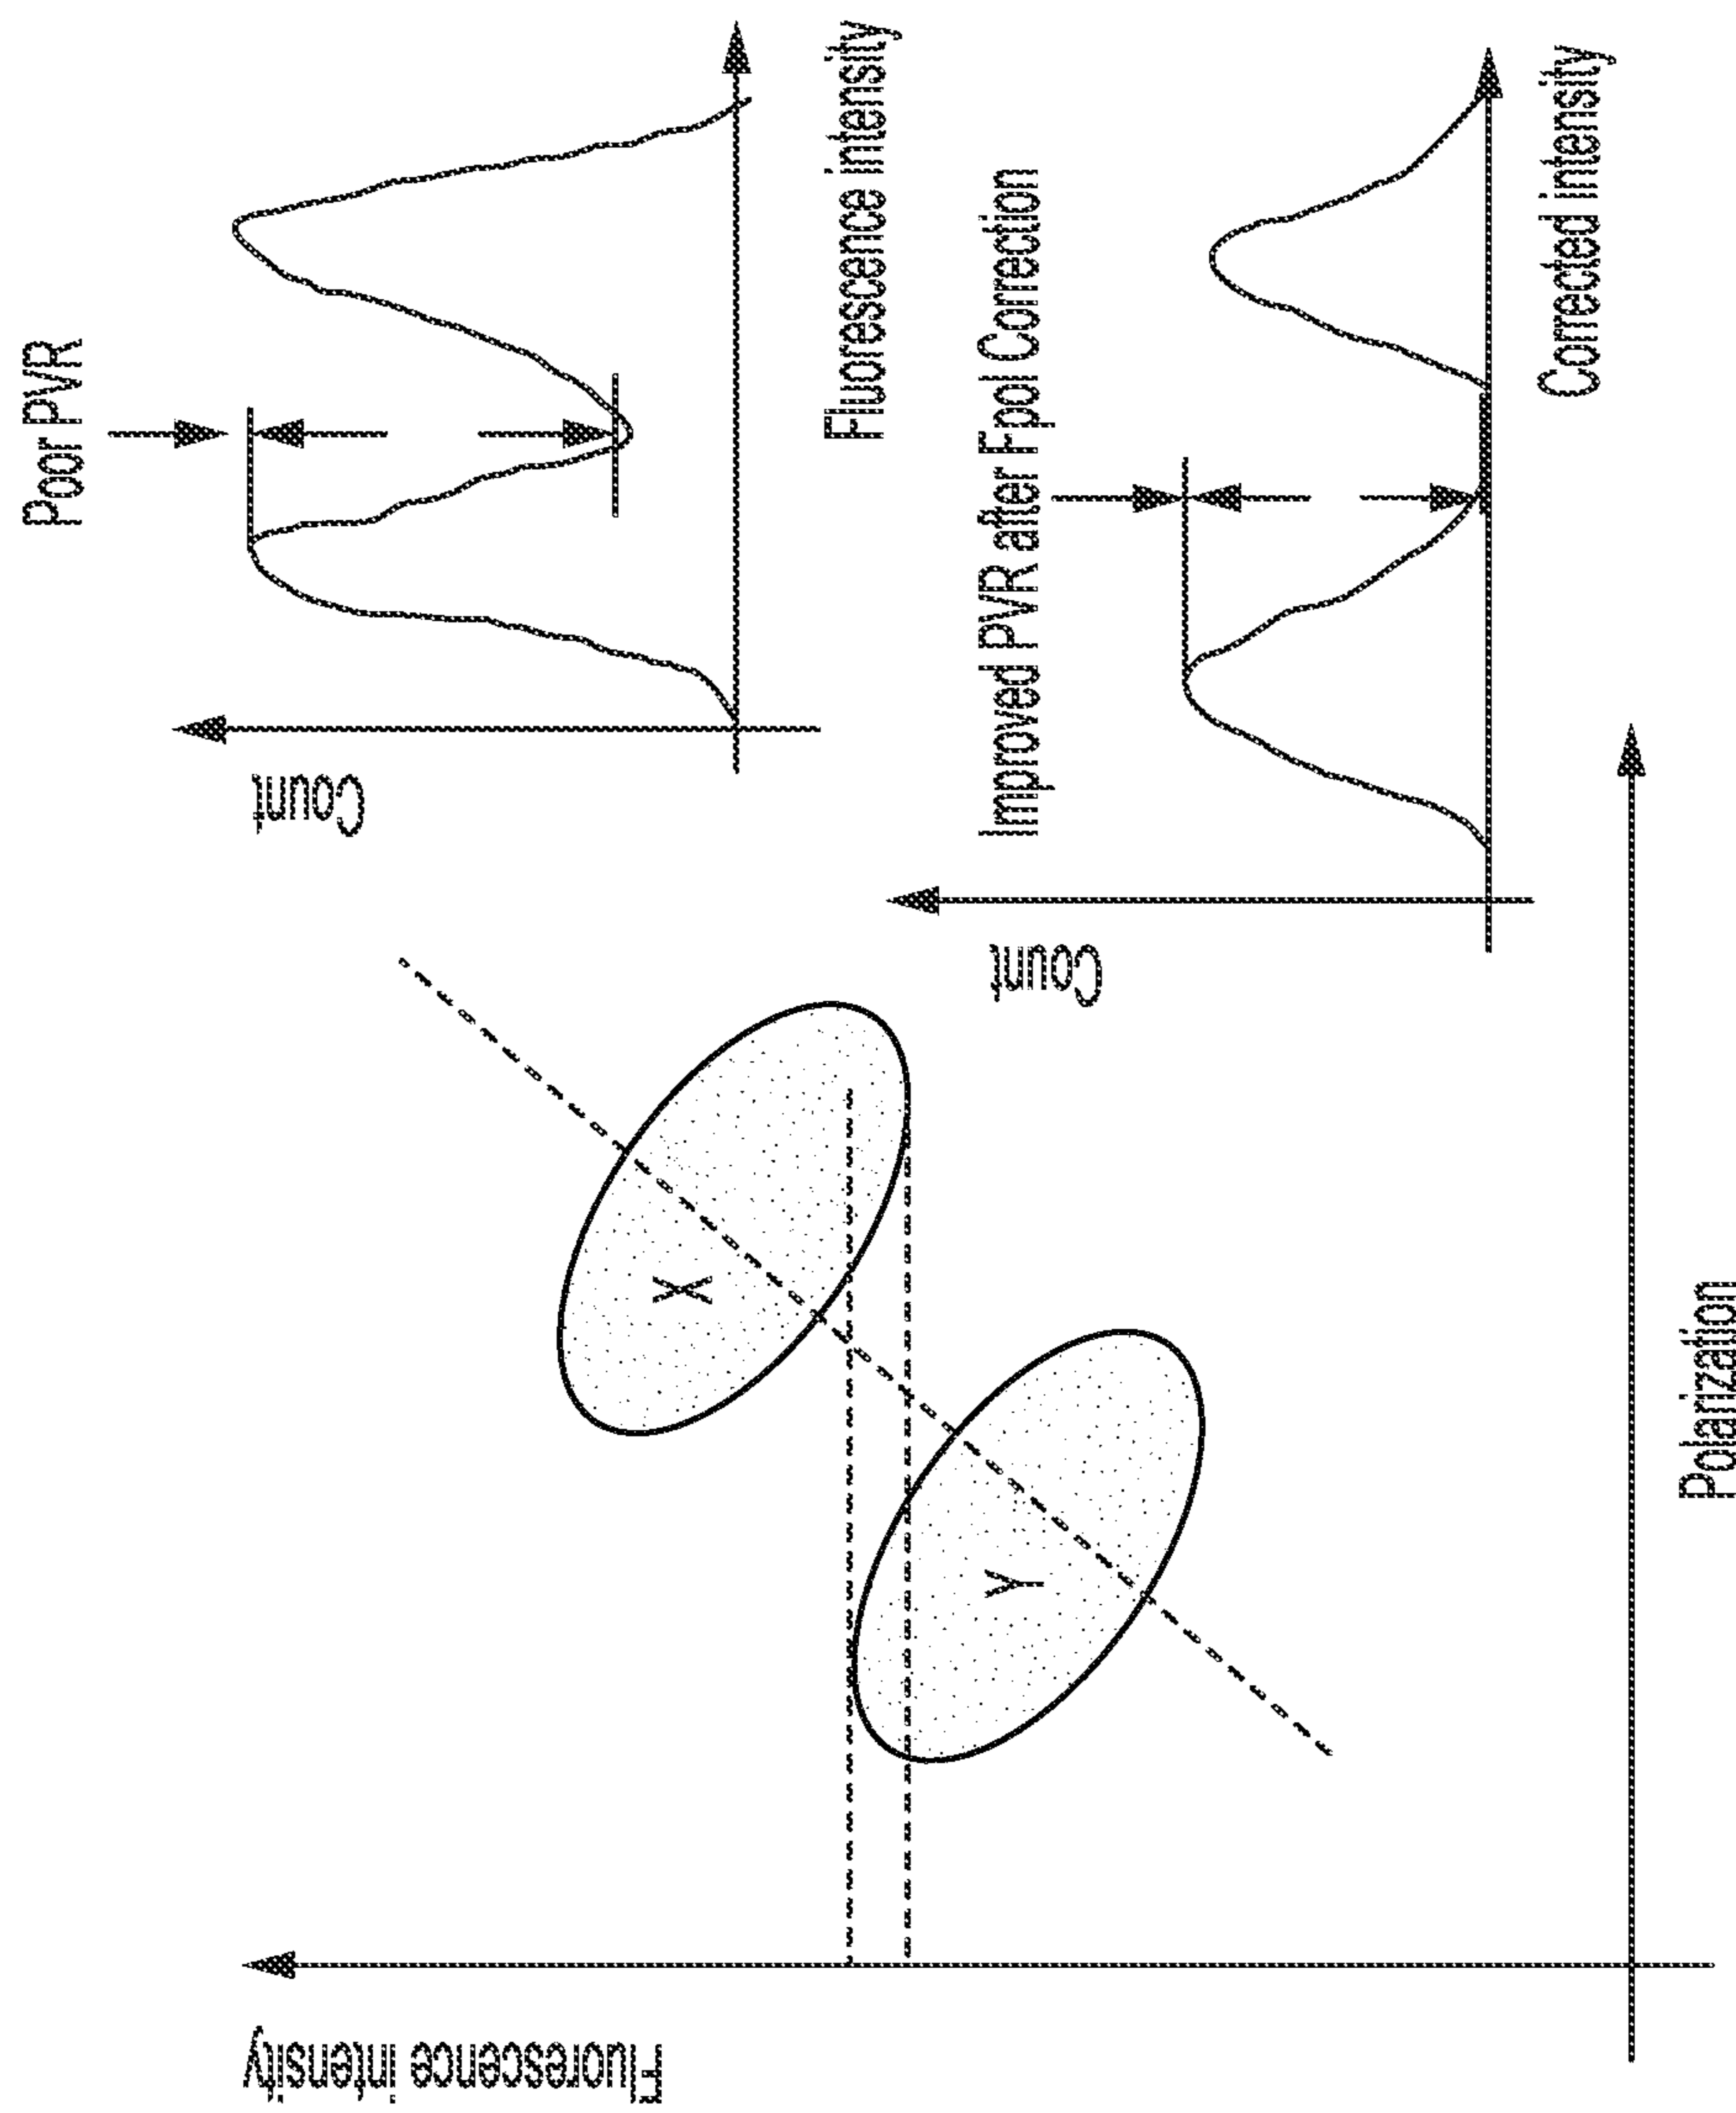 Fluorescence intensity
X
Y
Polarization
Poor PVR
Count
Fluorescence intensity
Improved PVR after Fpol Correction
Count
Corrected intensity